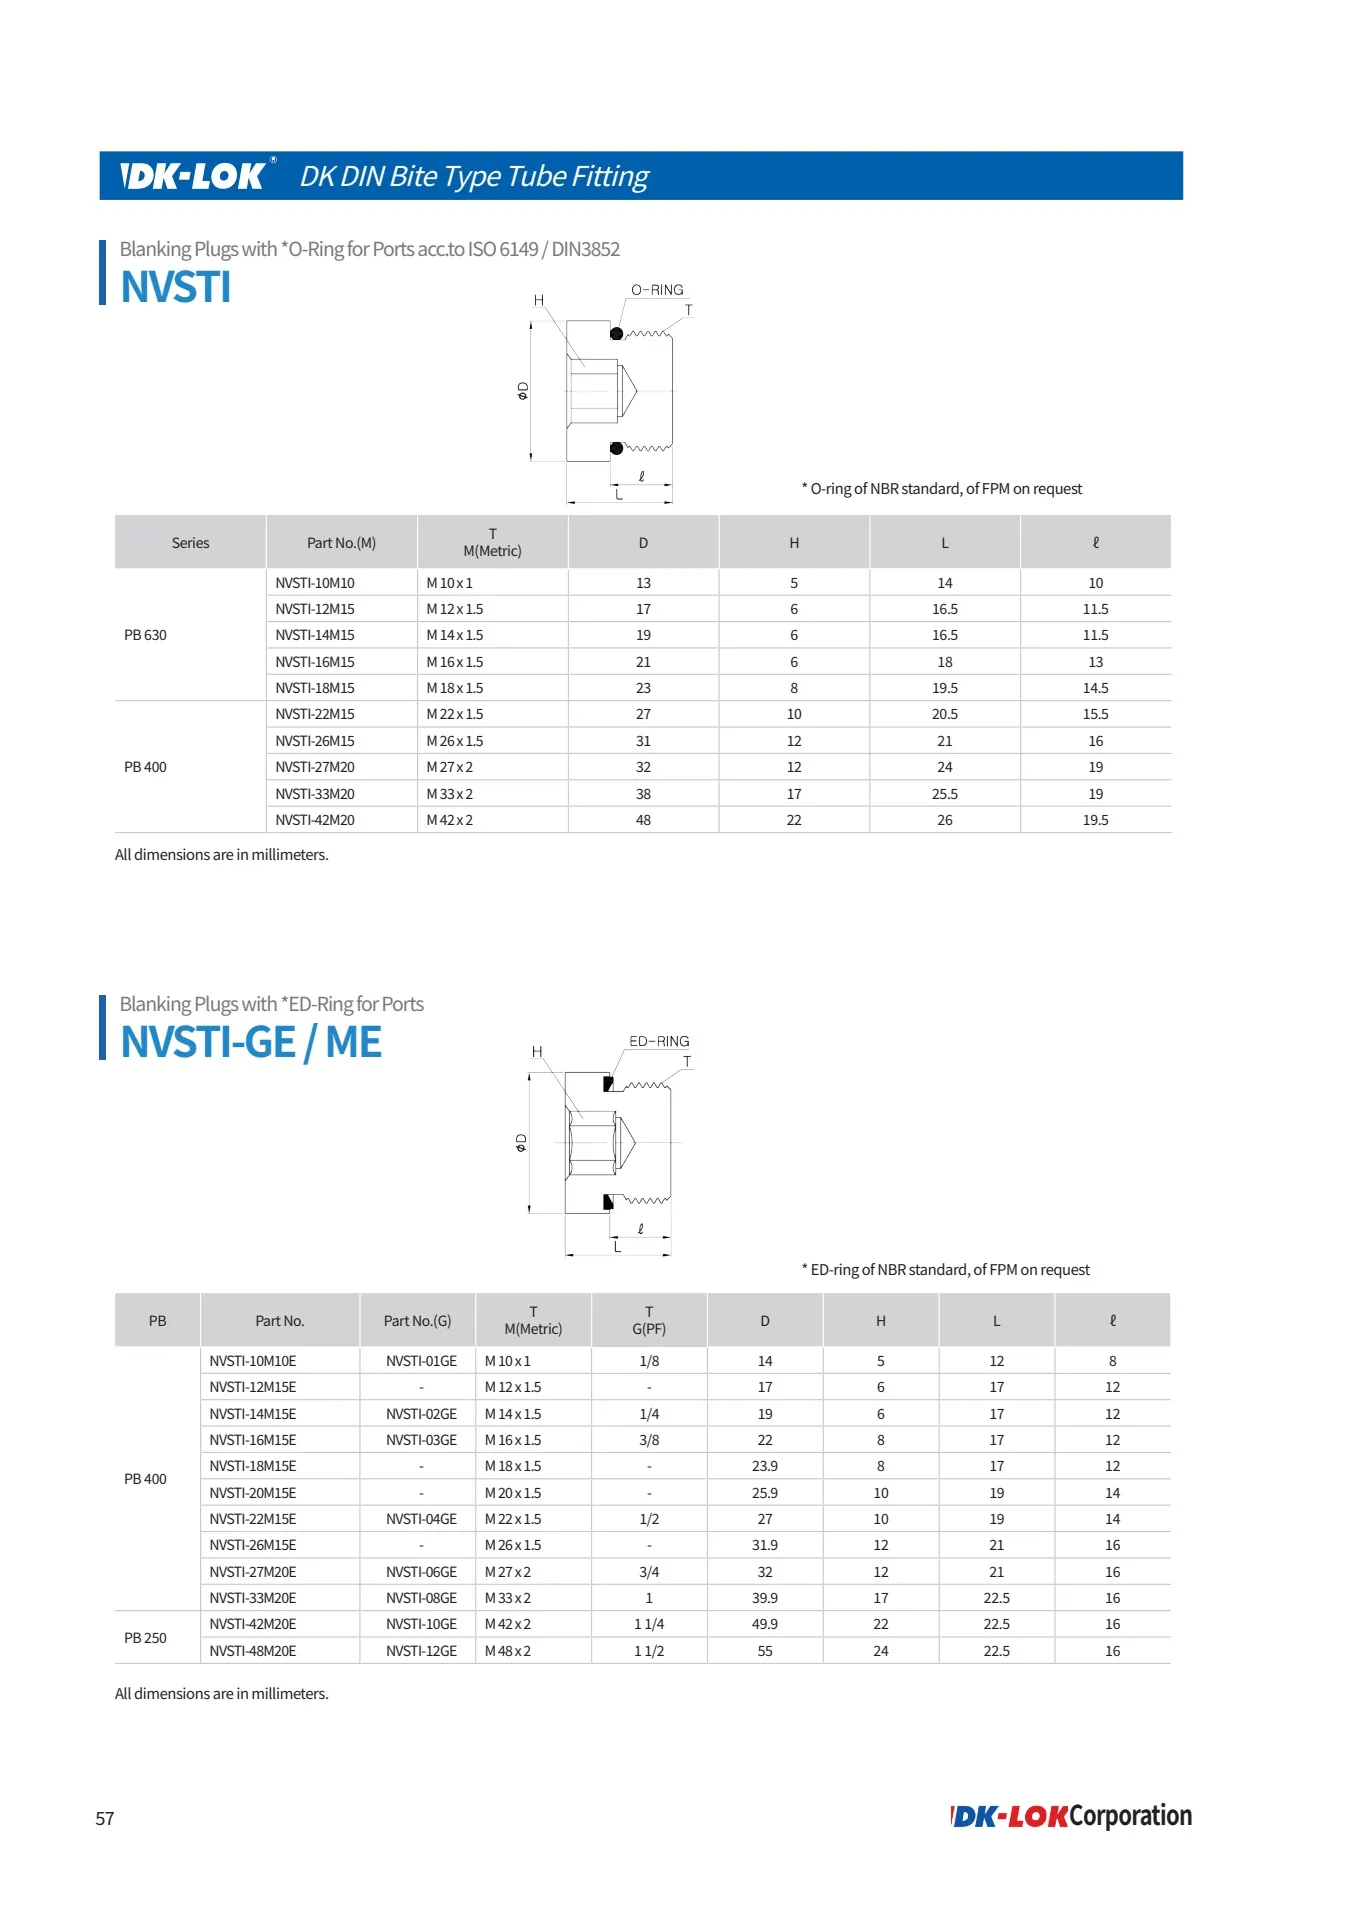 DK-LOK® DK DIN Bite Type Tube Fitting
Blanking Plugs with *O-Ring for Ports acc.to ISO 6149 / DIN3852
NVSTI
O-RING
H
T
øD
ℓ
L
* O-ring of NBR standard, of FPM on request
Series Part No.(M) T M(Metric) D H L ℓ
PB 630
NVSTI-10M10 M 10 x 1 13 5 14 10
NVSTI-12M15 M 12 x 1.5 17 6 16.5 11.5
NVSTI-14M15 M 14 x 1.5 19 6 16.5 11.5
NVSTI-16M15 M 16 x 1.5 21 6 18 13
NVSTI-18M15 M 18 x 1.5 23 8 19.5 14.5
PB 400
NVSTI-22M15 M 22 x 1.5 27 10 20.5 15.5
NVSTI-26M15 M 26 x 1.5 31 12 21 16
NVSTI-27M20 M 27 x 2 32 12 24 19
NVSTI-33M20 M 33 x 2 38 17 25.5 19
NVSTI-42M20 M 42 x 2 48 22 26 19.5
All dimensions are in millimeters.
Blanking Plugs with *ED-Ring for Ports
NVSTI-GE / ME
ED-RING
H
T
øD
ℓ
L
* ED-ring of NBR standard, of FPM on request
PB Part No. Part No.(G) T M(Metric) T G(PF) D H L ℓ
PB 400
NVSTI-10M10E NVSTI-01GE M 10 x 1 1/8 14 5 12 8
NVSTI-12M15E - M 12 x 1.5 - 17 6 17 12
NVSTI-14M15E NVSTI-02GE M 14 x 1.5 1/4 19 6 17 12
NVSTI-16M15E NVSTI-03GE M 16 x 1.5 3/8 22 8 17 12
NVSTI-18M15E - M 18 x 1.5 - 23.9 8 17 12
NVSTI-20M15E - M 20 x 1.5 - 25.9 10 19 14
NVSTI-22M15E NVSTI-04GE M 22 x 1.5 1/2 27 10 19 14
NVSTI-26M15E - M 26 x 1.5 - 31.9 12 21 16
NVSTI-27M20E NVSTI-06GE M 27 x 2 3/4 32 12 21 16
NVSTI-33M20E NVSTI-08GE M 33 x 2 1 39.9 17 22.5 16
PB 250
NVSTI-42M20E NVSTI-10GE M 42 x 2 1 1/4 49.9 22 22.5 16
NVSTI-48M20E NVSTI-12GE M 48 x 2 1 1/2 55 24 22.5 16
All dimensions are in millimeters.
57
DK-LOK Corporation